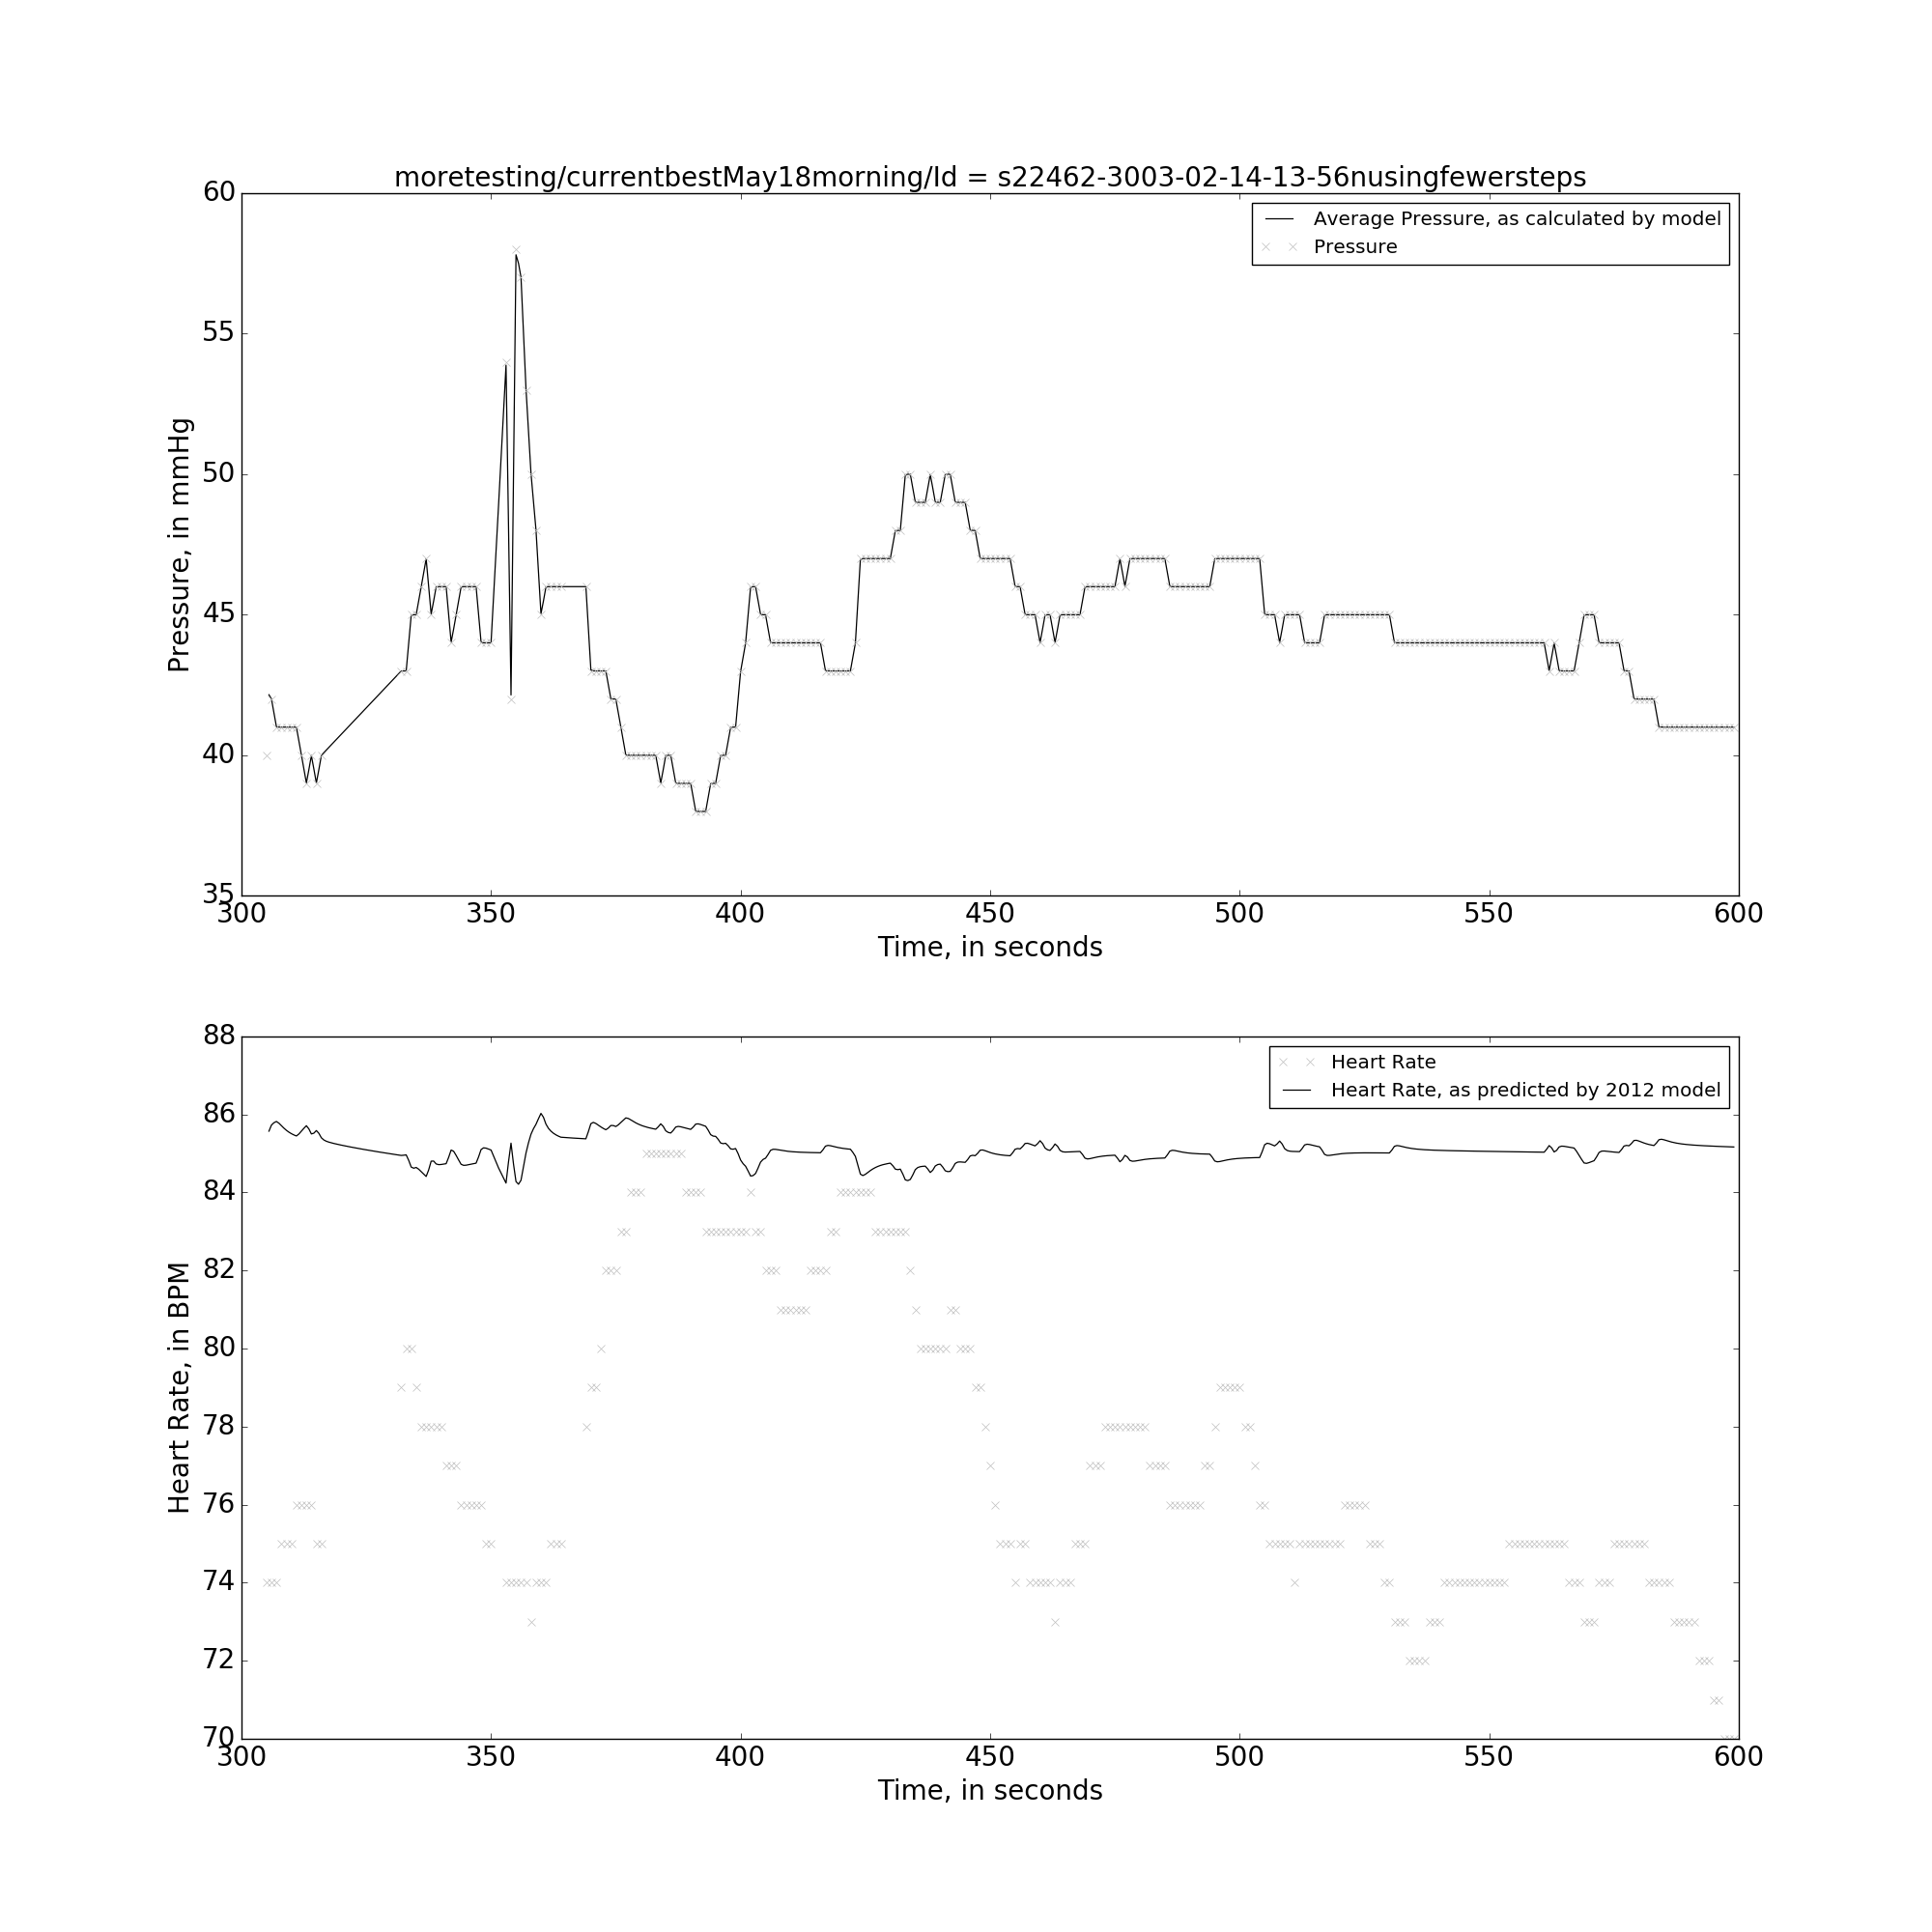 moretesting/currentbestMay18morning/Id = s22462-3003-02-14-13-56nusingfewersteps
Pressure, in mmHg
60
55
50
45
40
35
Average Pressure, as calculated by model
Pressure
300 350 400 450 500 550 600
Time, in seconds
Heart Rate, in BPM
88
86
84
82
80
78
76
74
72
70
Heart Rate
Heart Rate, as predicted by 2012 model
300 350 400 450 500 550 600
Time, in seconds